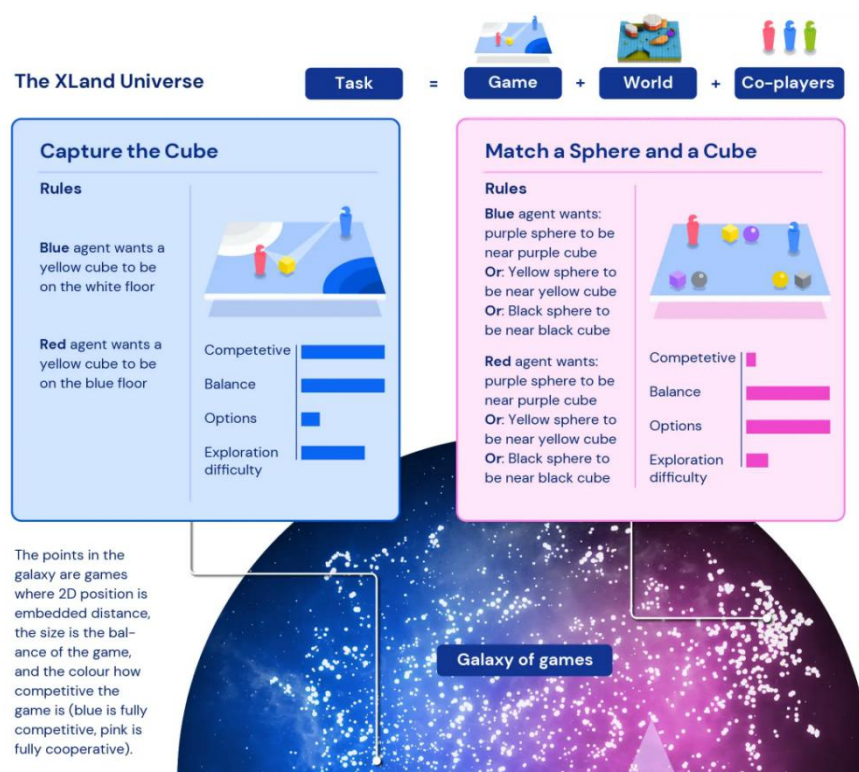 The XLand Universe
Task
=
Game
+
World
+
Co-players
Capture the Cube
Rules
Blue agent wants a
yellow cube to be
on the white floor
Red agent wants a
yellow cube to be
on the blue floor
Competetive
Balance
Options
Exploration
difficulty
Match a Sphere and a Cube
Rules
Blue agent wants:
purple sphere to be
near purple cube
Or: Yellow sphere to
be near yellow cube
Or: Black sphere to
be near black cube
Red agent wants:
purple sphere to be
near purple cube
Or: Yellow sphere to
be near yellow cube
Or: Black sphere to
be near black cube
Competetive
Balance
Options
Exploration
difficulty
The points in the
galaxy are games
where 2D position is
embedded distance,
the size is the bal-
ance of the game,
and the colour how
competitive the
game is (blue is fully
competitive, pink is
fully cooperative).
Galaxy of games